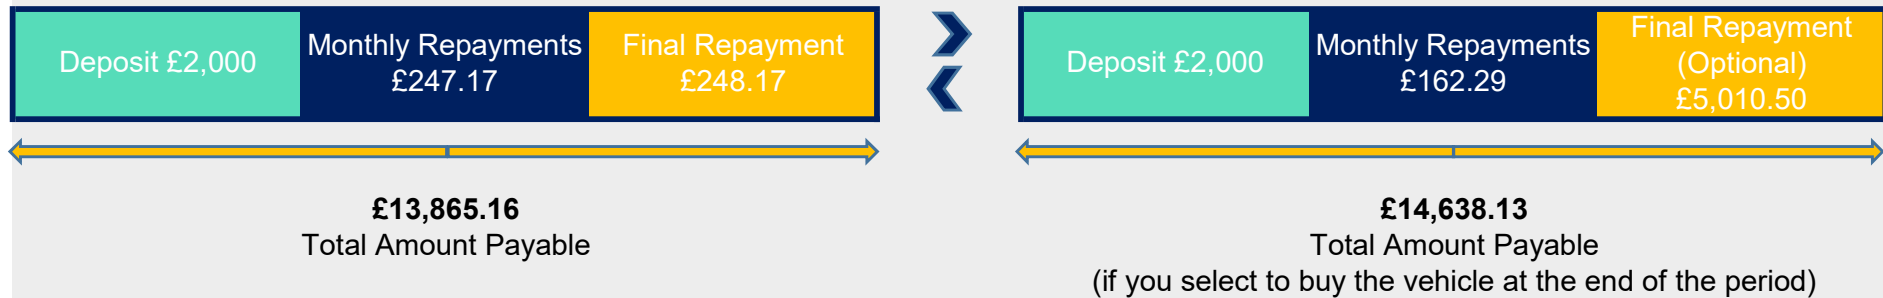 Deposit £2,000
Monthly Repayments
£247.17
Final Repayment
£248.17
£13,865.16
Total Amount Payable
Deposit £2,000
Monthly Repayments
£162.29
Final Repayment
(Optional)
£5,010.50
£14,638.13
Total Amount Payable
(if you select to buy the vehicle at the end of the period)